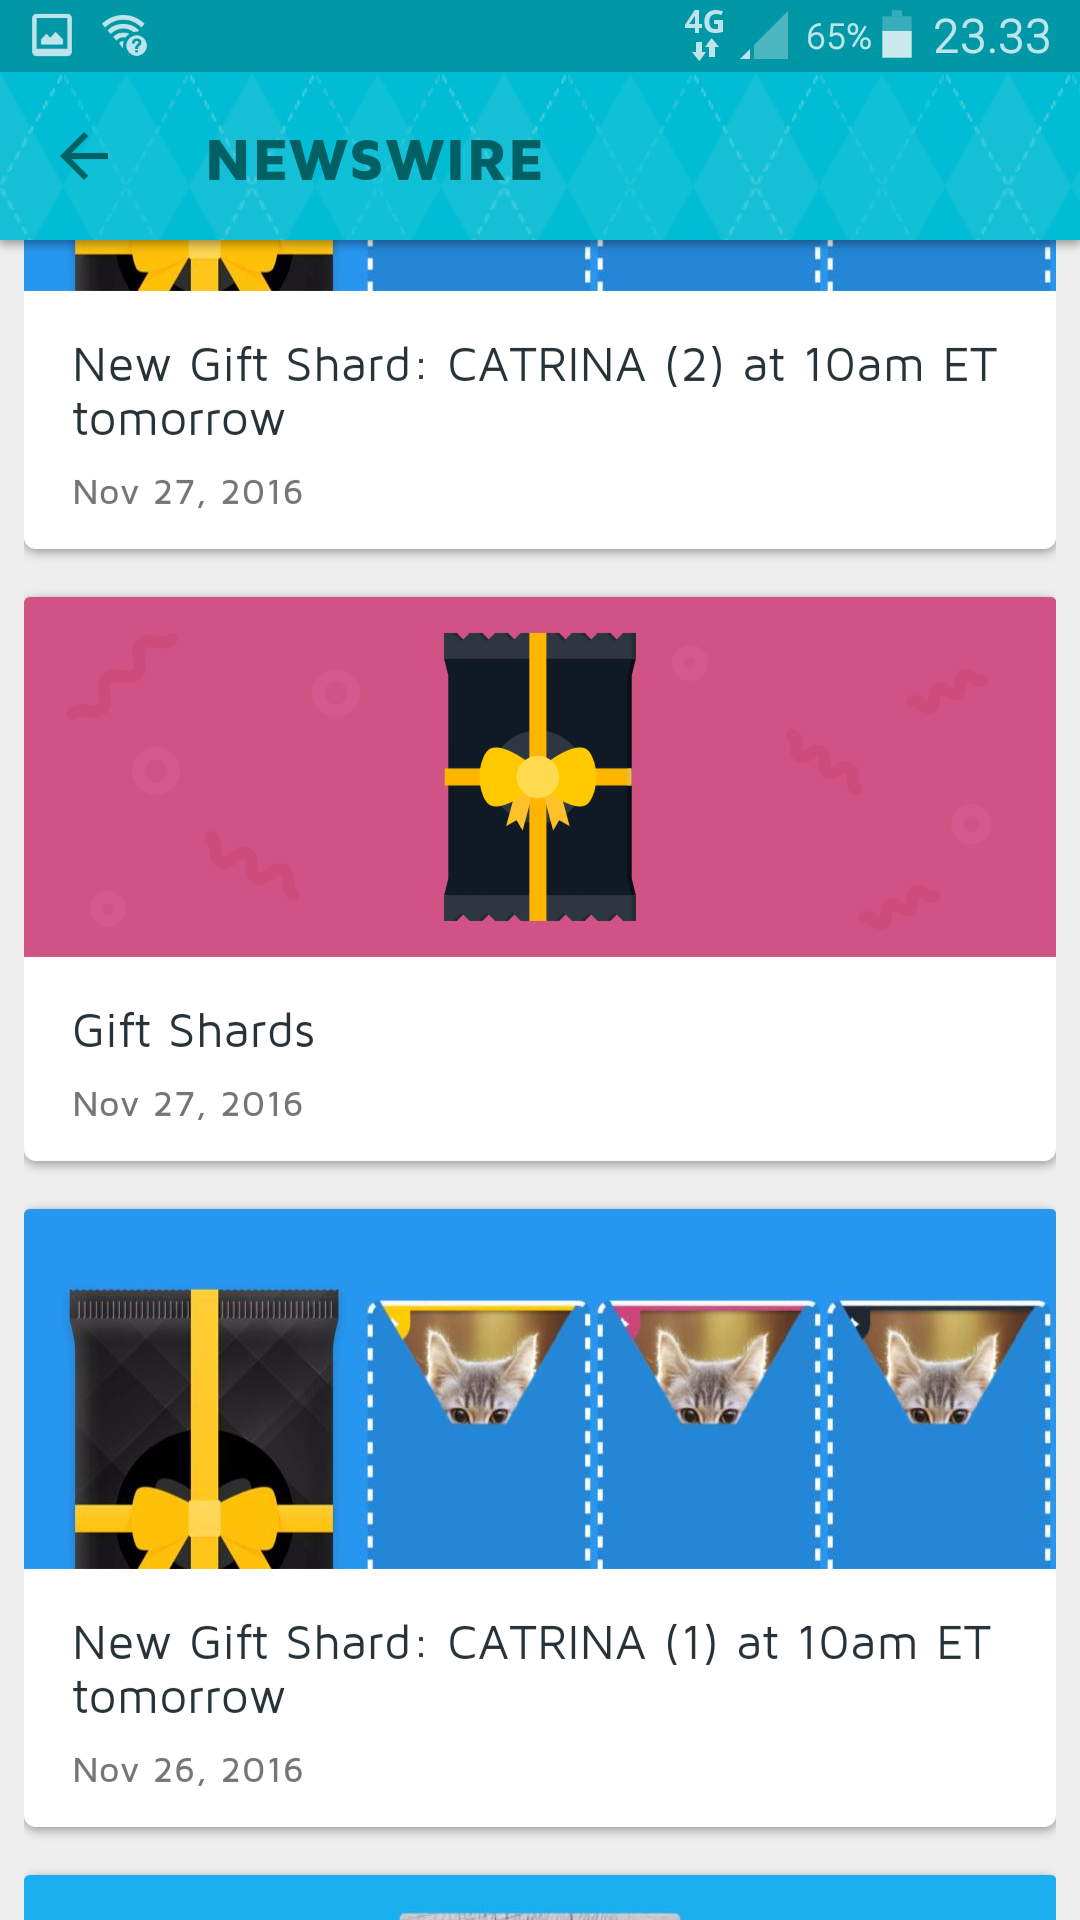 4G 65% 23.33
NEWSWIRE
New Gift Shard: CATRINA (2) at 10am ET
tomorrow
Nov 27, 2016
Gift Shards
Nov 27, 2016
New Gift Shard: CATRINA (1) at 10am ET
tomorrow
Nov 26, 2016